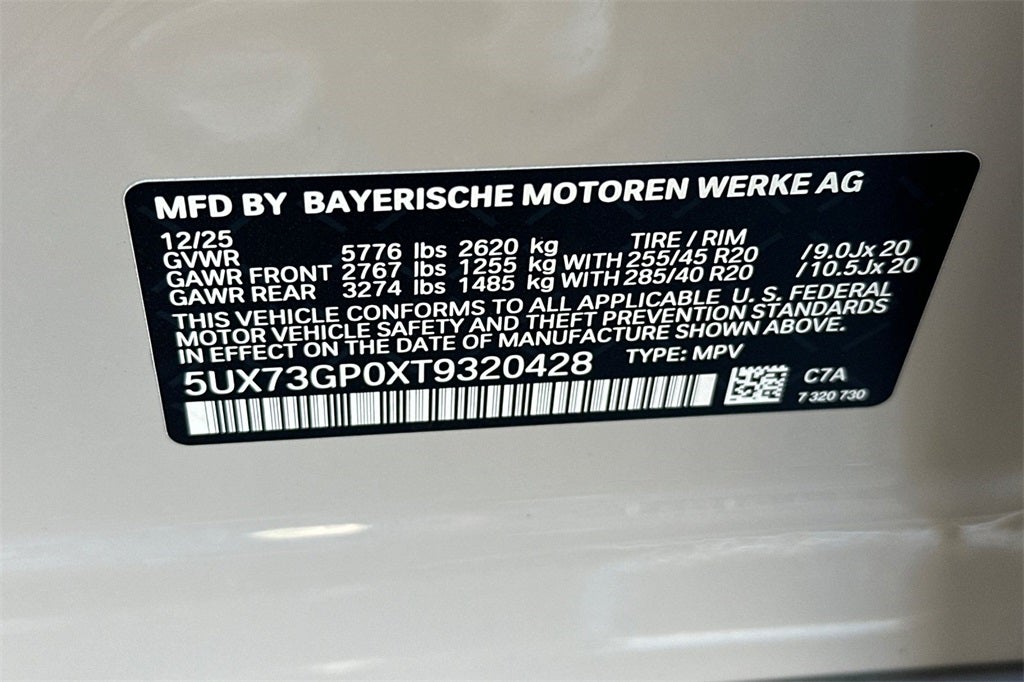 MFD BY BAYERISCHE MOTOREN WERKE AG
12/25 TIRE / RIM
GVWR 5776 lbs 2620 kg
GAWR FRONT 2767 lbs 1255 kg WITH 255/45 R20 /9.0Jx 20
GAWR REAR 3274 lbs 1485 kg WITH 285/40 R20 /10.5Jx 20
THIS VEHICLE CONFORMS TO ALL APPLICABLE U. S. FEDERAL
MOTOR VEHICLE SAFETY AND THEFT PREVENTION STANDARDS
IN EFFECT ON THE DATE OF MANUFACTURE SHOWN ABOVE.
5UX73GP0XT9320428 TYPE: MPV
C7A
7 320 730